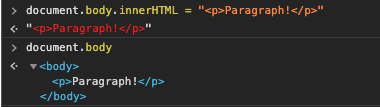 > document.body.innerHTML = "<p>Paragraph!</p>"
"<p>Paragraph!</p>"
> document.body
▼<body>
<p>Paragraph!</p>
</body>